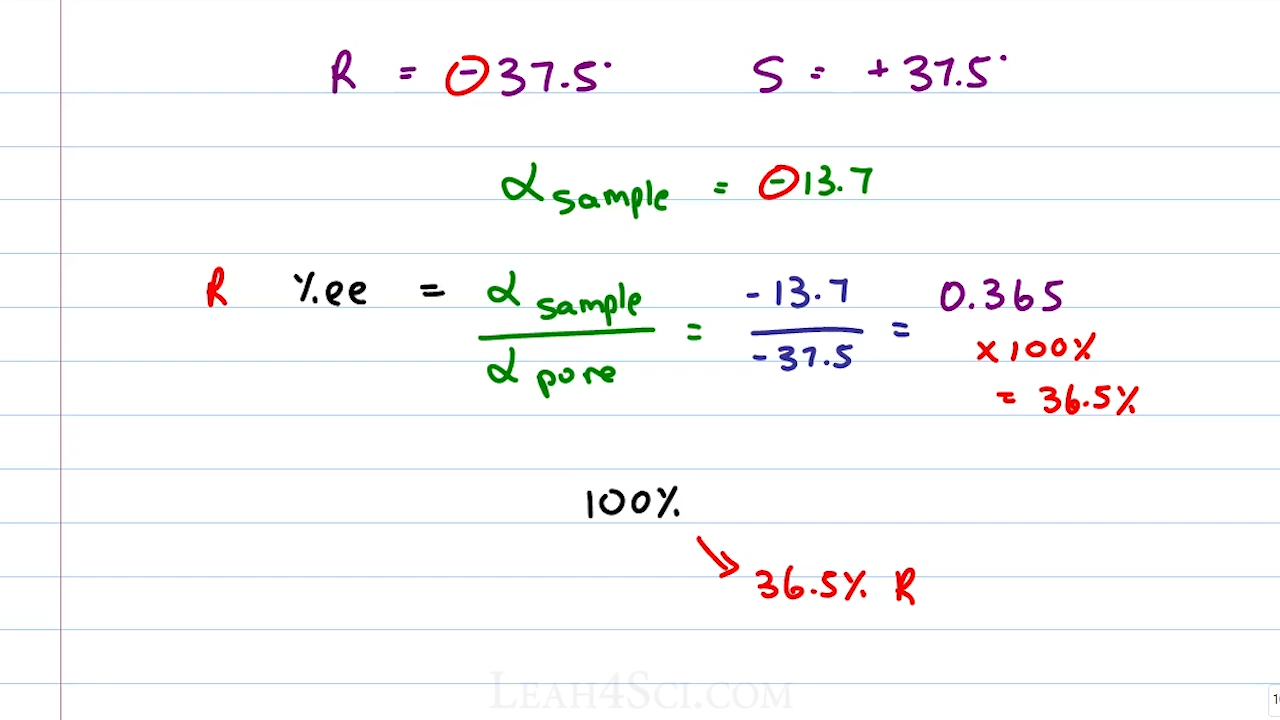 R = -37.5° S = +37.5°
α sample = -13.7
R %ee = α sample / α pure = -13.7 / -37.5 = 0.365
x100%
= 36.5%
100%
36.5% R
LEAH4SCI.COM